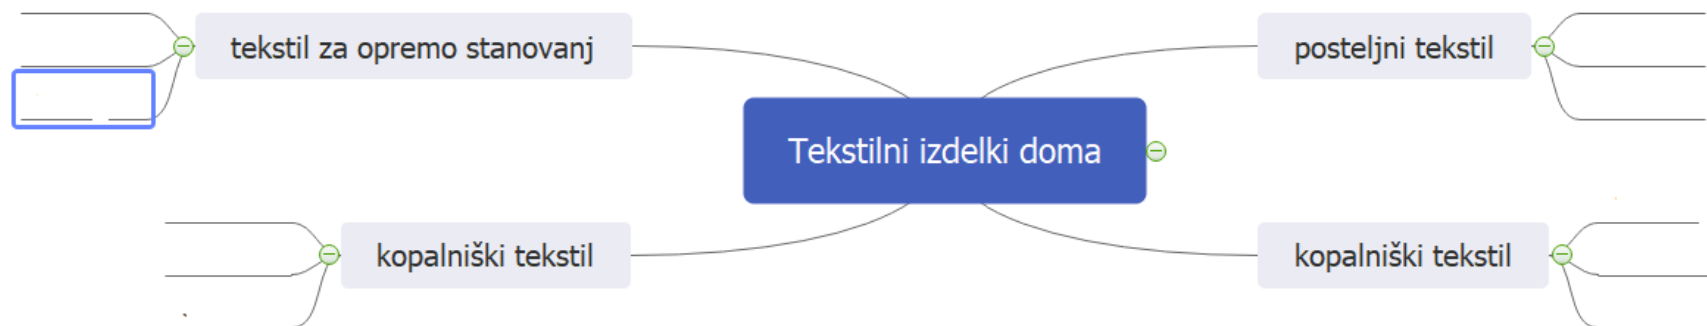 tekstil za opremo stanovanj
posteljni tekstil
Tekstilni izdelki doma
kopalniški tekstil
kopalniški tekstil